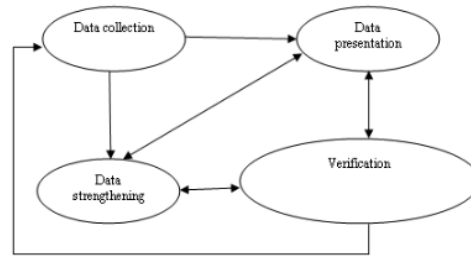 Data collection
Data
presentation
Data
strengthening
Verification